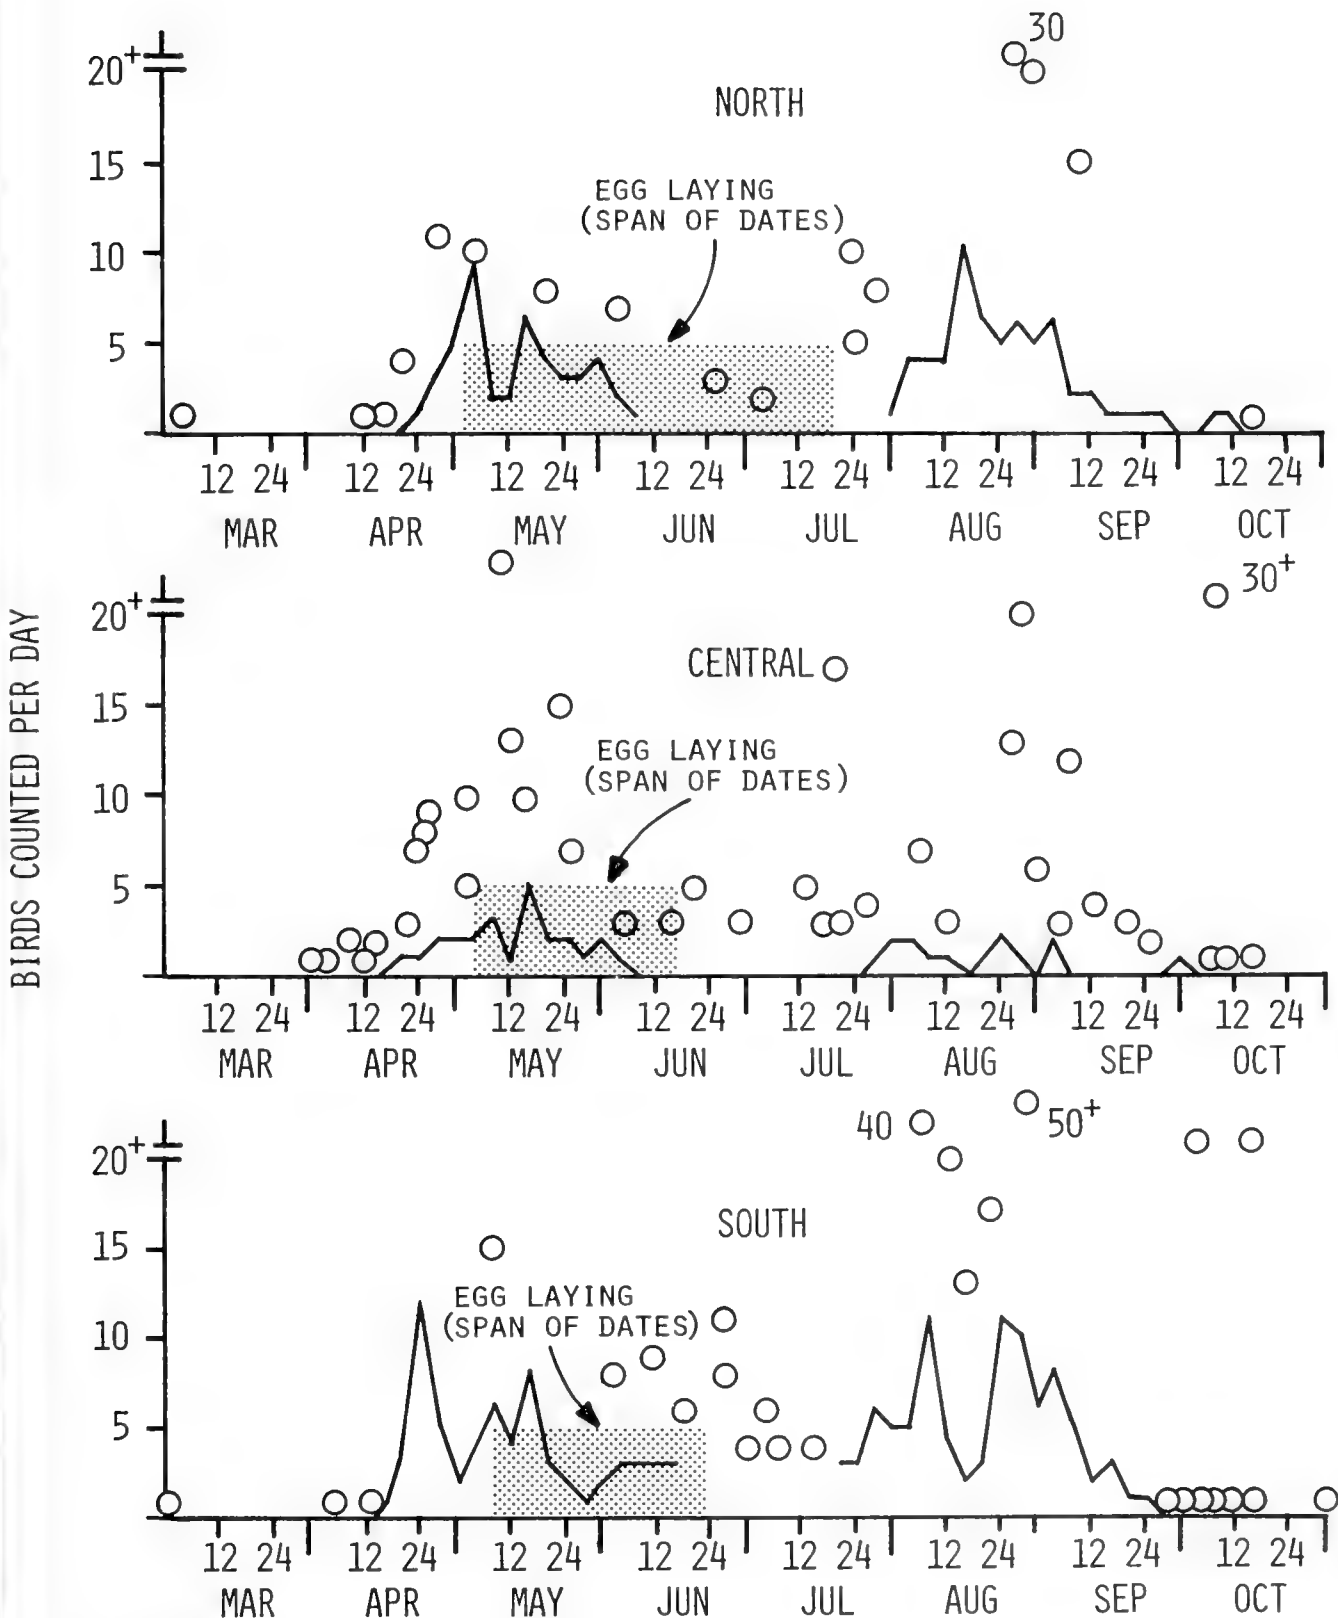 BIRDS COUNTED PER DAY
30
20+
NORTH
15
EGG LAYING
(SPAN OF DATES)
10
5
12 24 12 24 12 24 12 24 12 24 12 24 12 24 12 24
MAR APR MAY JUN JUL AUG SEP OCT
30+
20+
CENTRAL
15
EGG LAYING
(SPAN OF DATES)
10
5
12 24 12 24 12 24 12 24 12 24 12 24 12 24 12 24
MAR APR MAY JUN JUL AUG SEP OCT
40 50+
20+
SOUTH
15
EGG LAYING
(SPAN OF DATES)
10
5
12 24 12 24 12 24 12 24 12 24 12 24 12 24 12 24
MAR APR MAY JUN JUL AUG SEP OCT